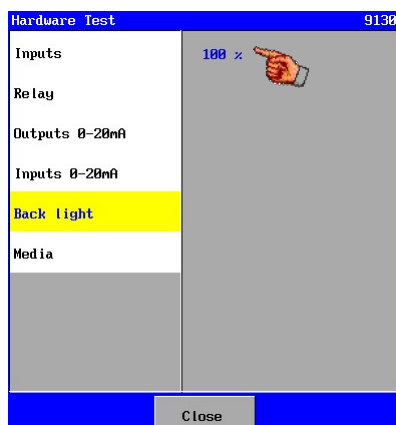 Hardware Test 9130
Inputs
100 %
Relay
Outputs 0-20mA
Inputs 0-20mA
Back light
Media
Close